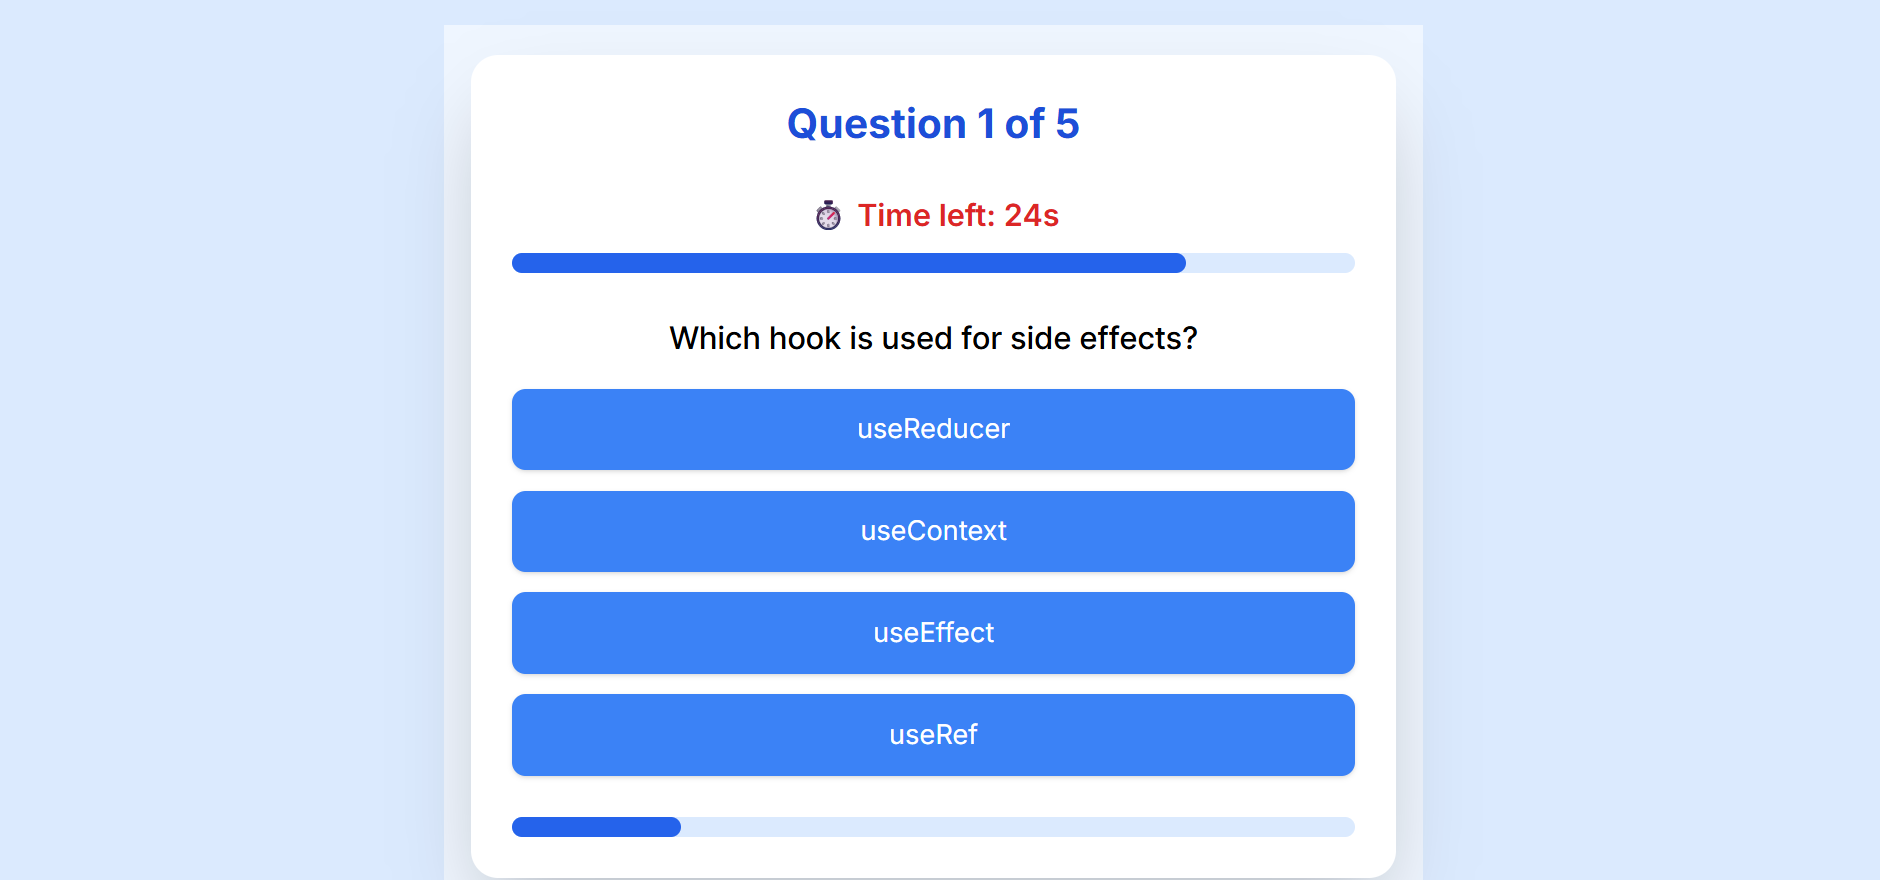 Question 1 of 5
Time left: 24s
Which hook is used for side effects?
useReducer
useContext
useEffect
useRef